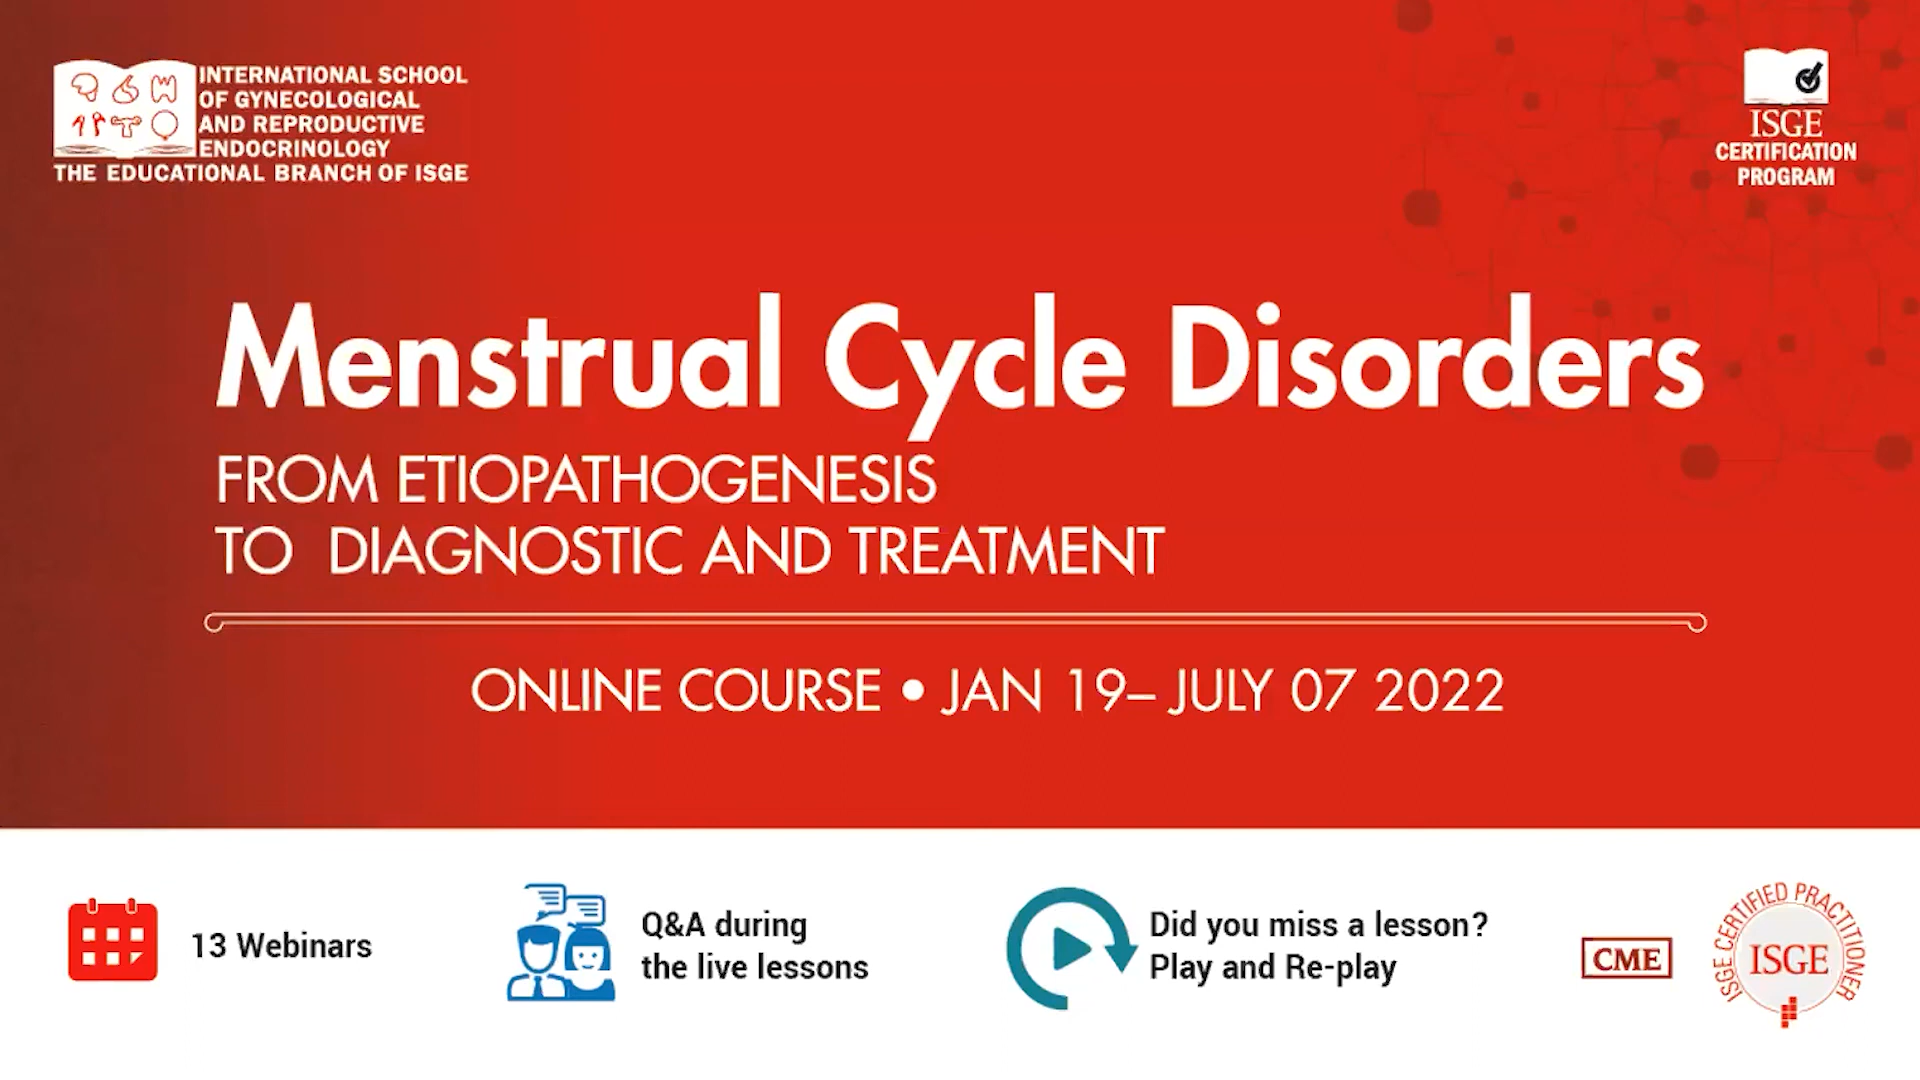 INTERNATIONAL SCHOOL
OF GYNECOLOGICAL
AND REPRODUCTIVE
ENDOCRINOLOGY
THE EDUCATIONAL BRANCH OF ISGE
ISGE
CERTIFICATION
PROGRAM
Menstrual Cycle Disorders
FROM ETIOPATHOGENESIS
TO DIAGNOSTIC AND TREATMENT
ONLINE COURSE • JAN 19– JULY 07 2022
13 Webinars
Q&A during
the live lessons
Did you miss a lesson?
Play and Re-play
CME
ISGE CERTIFIED PRACTITIONER
ISGE